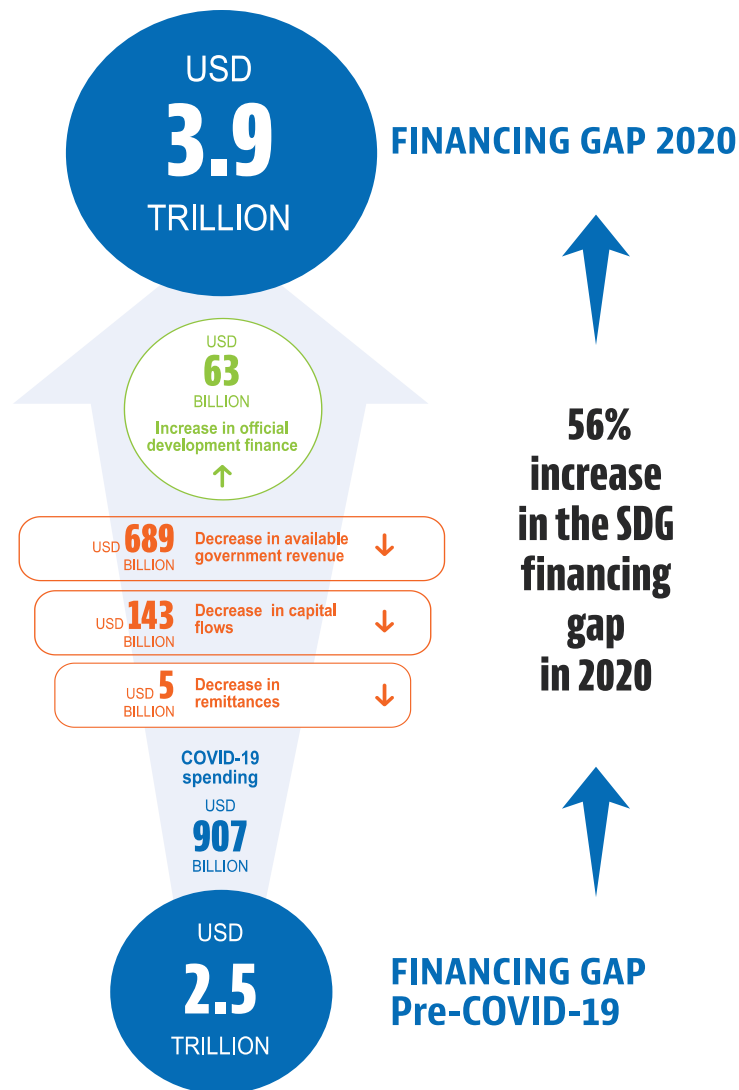 USD
3.9
TRILLION
FINANCING GAP 2020
USD
63
BILLION
Increase in official
development finance
USD 689
BILLION
Decrease in available
government revenue
USD 143
BILLION
Decrease in capital
flows
USD 5
BILLION
Decrease in
remittances
56%
increase
in the SDG
financing
gap
in 2020
COVID-19
spending
USD
907
BILLION
USD
2.5
TRILLION
FINANCING GAP
Pre-COVID-19